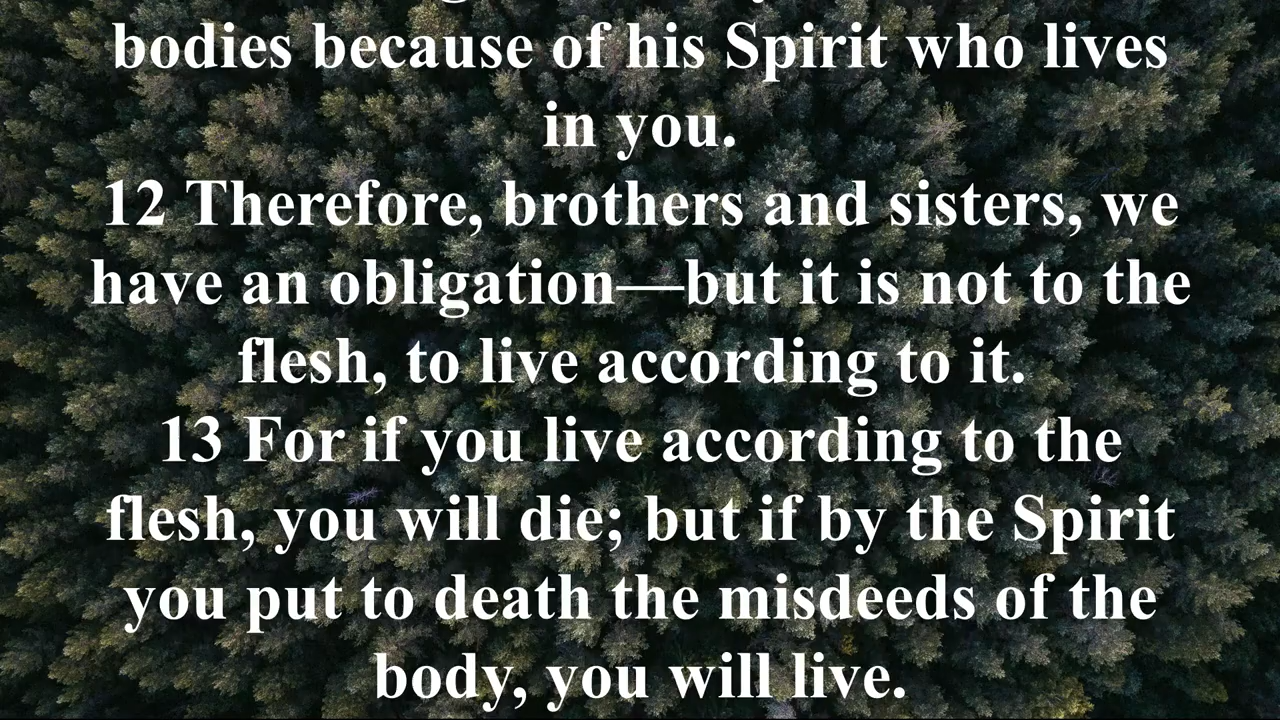 bodies because of his Spirit who lives
in you.
12 Therefore, brothers and sisters, we
have an obligation—but it is not to the
flesh, to live according to it.
13 For if you live according to the
flesh, you will die; but if by the Spirit
you put to death the misdeeds of the
body, you will live.